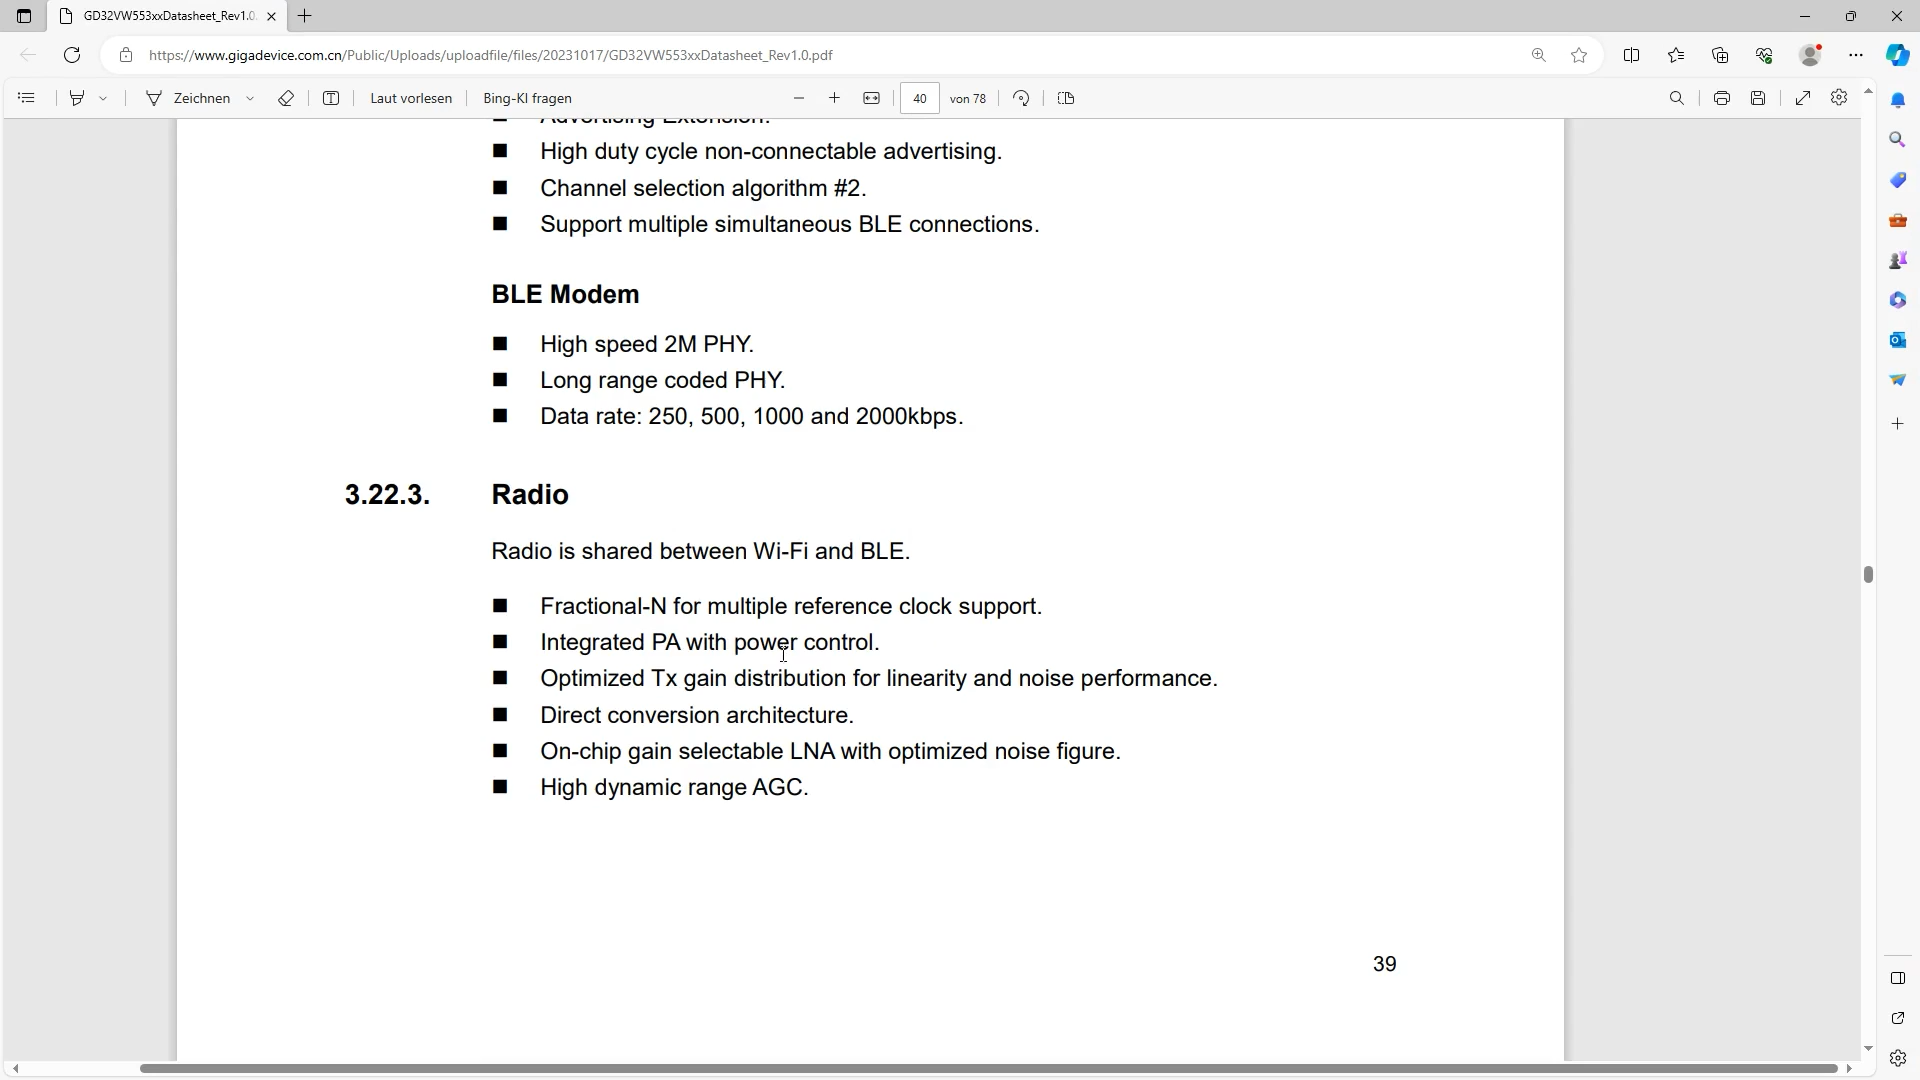 GD32VW553xxDatasheet_Rev1.0.
https://www.gigadevice.com.cn/Public/Uploads/uploadfile/files/20231017/GD32VW553xxDatasheet_Rev1.0.pdf
Zeichnen
Laut vorlesen
Bing-KI fragen
40 von 78
Advertising Extension.
■ High duty cycle non-connectable advertising.
■ Channel selection algorithm #2.
■ Support multiple simultaneous BLE connections.
BLE Modem
■ High speed 2M PHY.
■ Long range coded PHY.
■ Data rate: 250, 500, 1000 and 2000kbps.
3.22.3. Radio
Radio is shared between Wi-Fi and BLE.
■ Fractional-N for multiple reference clock support.
■ Integrated PA with power control.
■ Optimized Tx gain distribution for linearity and noise performance.
■ Direct conversion architecture.
■ On-chip gain selectable LNA with optimized noise figure.
■ High dynamic range AGC.
39